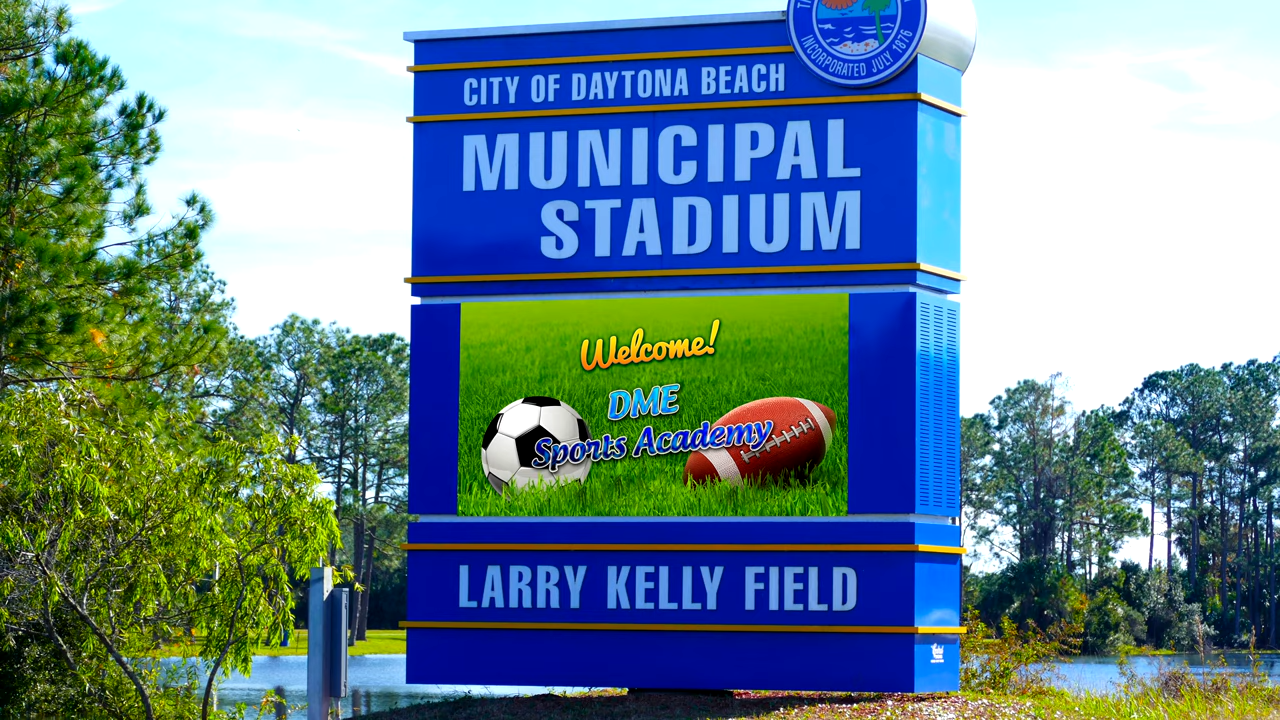 INCORPORATED JULY 1876
CITY OF DAYTONA BEACH
MUNICIPAL
STADIUM
Welcome!
DME
Sports Academy
LARRY KELLY FIELD